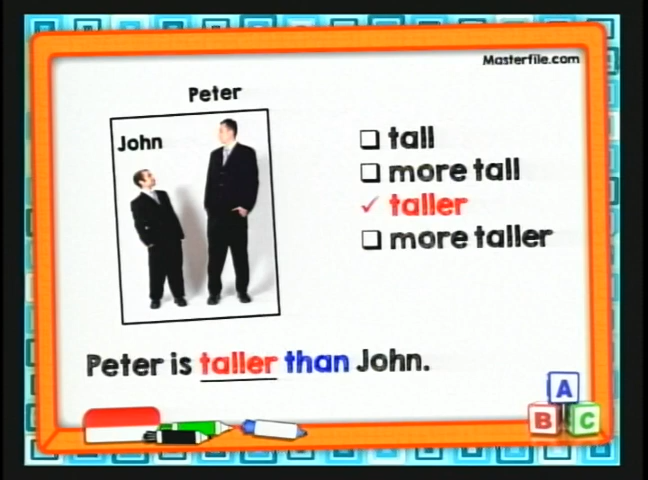 Masterfile.com
Peter
John
tall
more tall
taller
more taller
Peter is taller than John.
A
B
C